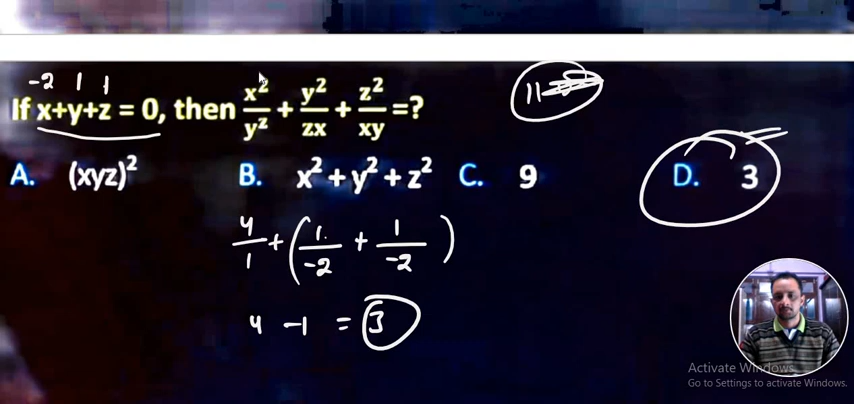 -2 1 1
If x+y+z = 0, then x²/yz + y²/zx + z²/xy =?
11
A. (xyz)² B. x² + y² + z² C. 9 D. 3
4/1 + (1/-2 + 1/-2)
4 -1 = 3
Activate Windows
Go to Settings to activate Windows.